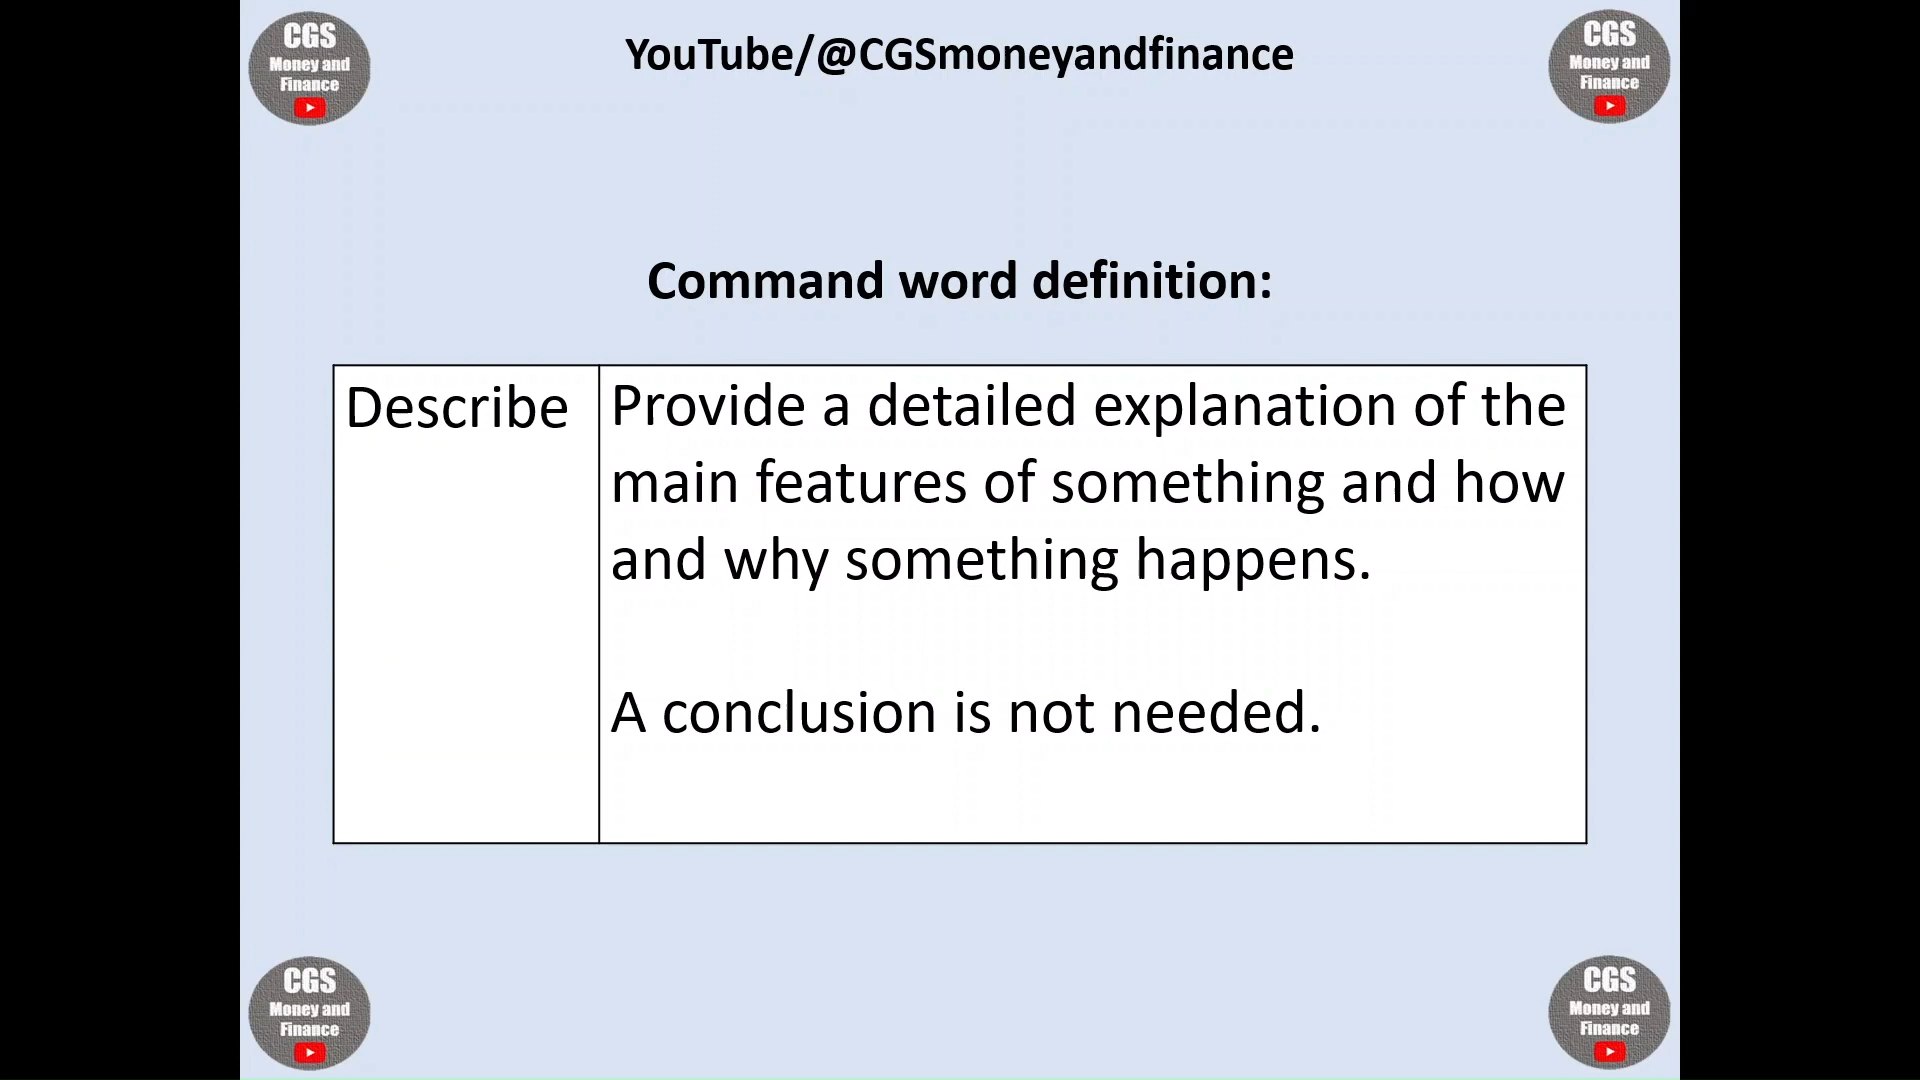 CGS
Money and
Finance
YouTube/@CGSmoneyandfinance
CGS
Money and
Finance
Command word definition:
Describe
Provide a detailed explanation of the
main features of something and how
and why something happens.
A conclusion is not needed.
CGS
Money and
Finance
CGS
Money and
Finance